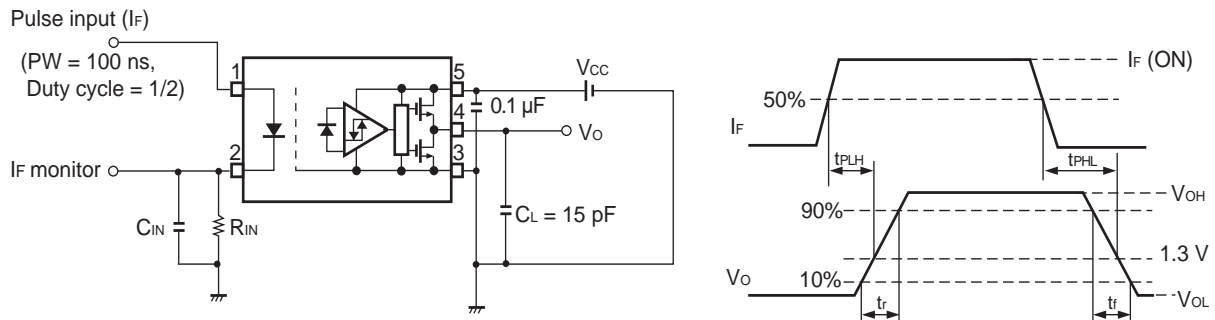 Pulse input (IF)
(PW = 100 ns,
Duty cycle = 1/2)
1
2
5
4
3
0.1 μF
VCC
VO
IF monitor
CIN
RIN
CL = 15 pF
IF (ON)
50%
IF
tPLH
tPHL
VOH
90%
1.3 V
10%
VO
VOL
tr
tf